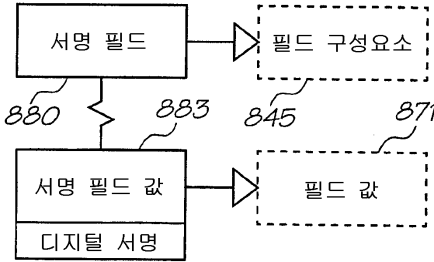 서명 필드
필드 구성요소
880
883
845
871
서명 필드 값
필드 값
디지털 서명